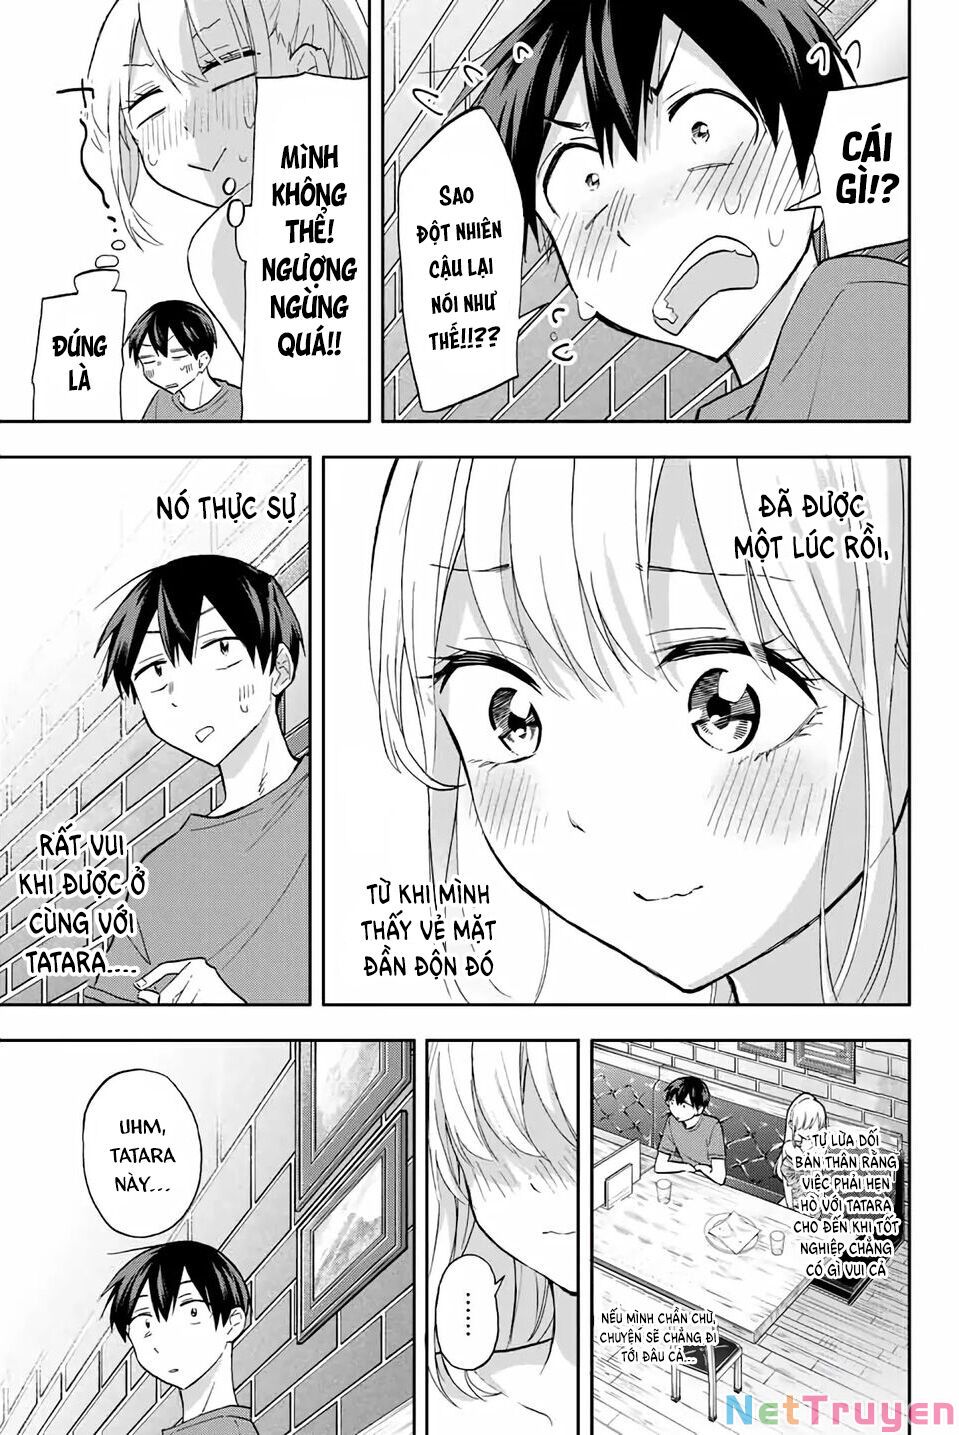 CÁI
GÌ!?
SAO
ĐỘT NHIÊN
CẬU LẠI
NÓI NHƯ
THẾ!!??
MÌNH
KHÔNG
THỂ!
NGƯỢNG
NGÙNG
QUÁ!!
ĐÚNG
LÀ
ĐÃ ĐƯỢC
MỘT LÚC RỒI,
TỪ KHI MÌNH
THẤY VẺ MẶT
ĐẦN ĐỘN ĐÓ
NÓ THỰC SỰ
RẤT VUI
KHI ĐƯỢC Ở
CÙNG VỚI
TATARA....
TỰ LỪA DỐI
BẢN THÂN RẰNG
VIỆC PHẢI HẸN
HÒ VỚI TATARA
CHO ĐẾN KHI TỐT
NGHIỆP CHẲNG
CÓ GÌ VUI CẢ
NẾU MÌNH CHẦN CHỪ,
CHUYỆN SẼ CHẲNG ĐI
TỚI ĐÂU CẢ...
......
UHM,
TATARA
NÀY...
NetTruyen